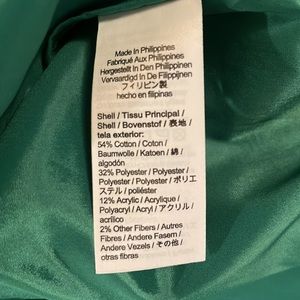 Made In Philippines
Fabriqué Aux Philippines
Hergestellt In Den Philippinen
Vervaardigd In De Filippijnen
フィリピン製
hecho en filipinas
Shell / Tissu Principal /
Shell / Bovenstof / 表地 /
tela exterior:
54% Cotton / Coton /
Baumwolle / Katoen / 綿 /
algodón
32% Polyester / Polyester /
Polyester / Polyester / ポリエ
ステル / poliéster
12% Acrylic / Acrylique /
Polyacryl / Acryl / アクリル /
acrílico
2% Other Fibers / Autres
Fibres / Andere Fasern /
Andere Vezels / その他 /
otras fibras